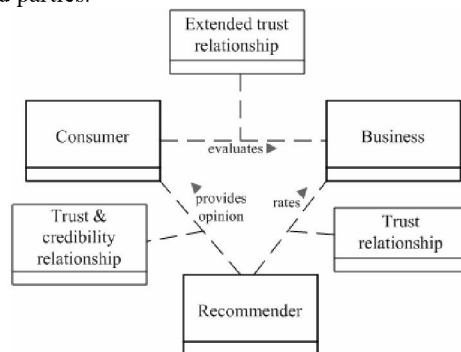 d parties.
Extended trust
relationship
Consumer
Business
evaluates
provides
opinion
rates
Trust &
credibility
relationship
Trust
relationship
Recommender